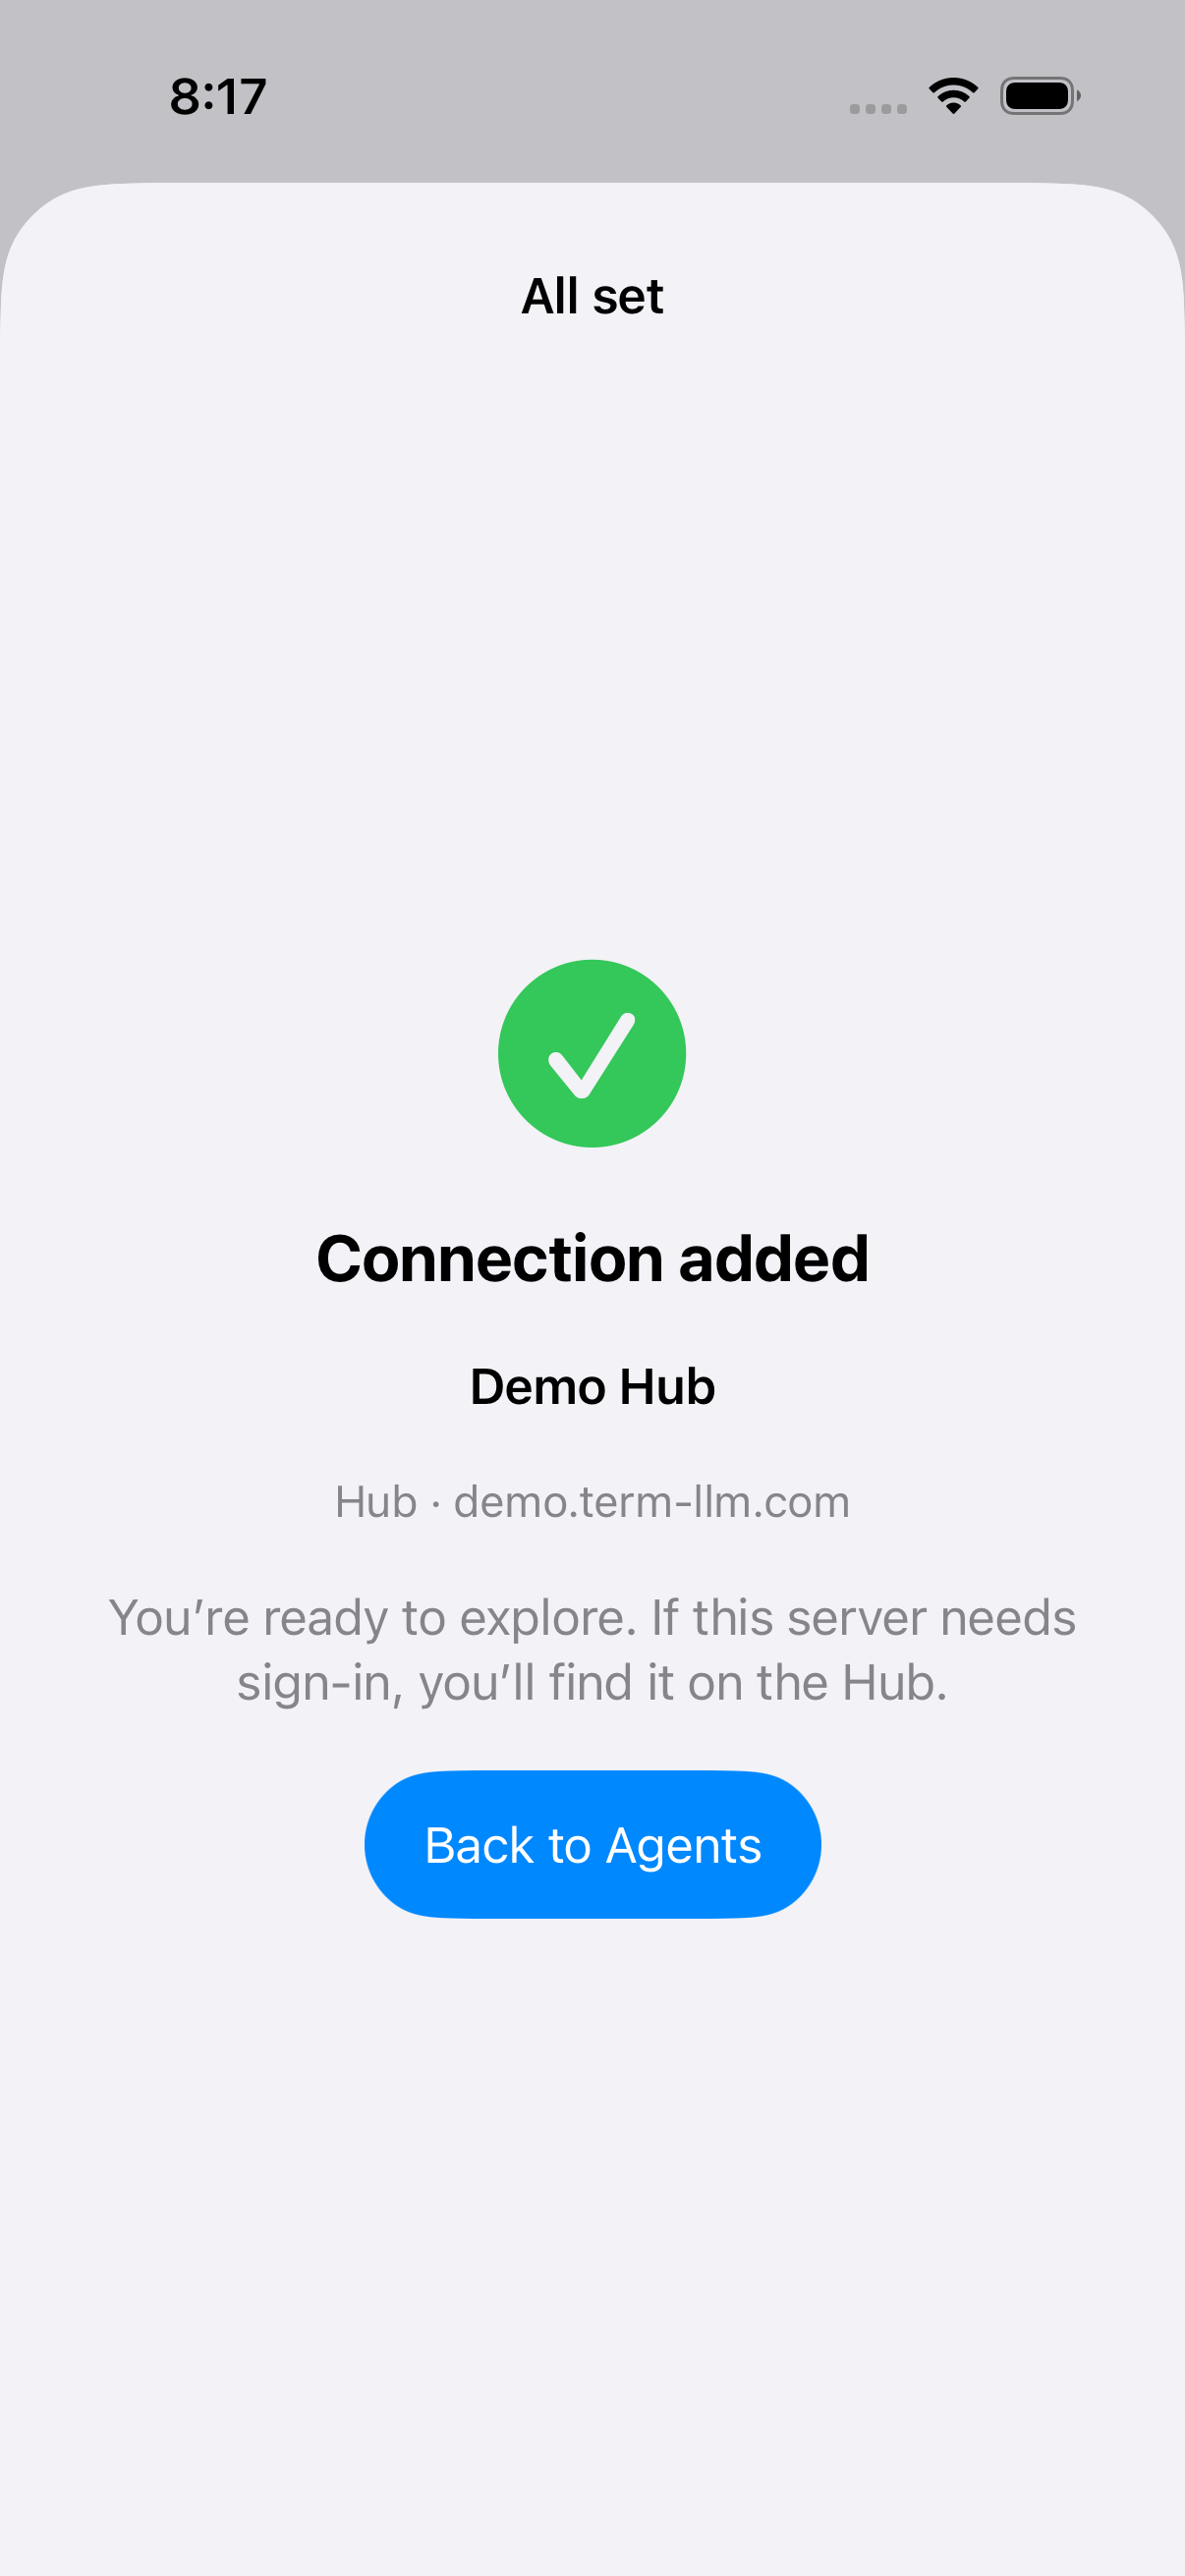 8:17
All set
Connection added
Demo Hub
Hub · demo.term-llm.com
You’re ready to explore. If this server needs
sign-in, you’ll find it on the Hub.
Back to Agents